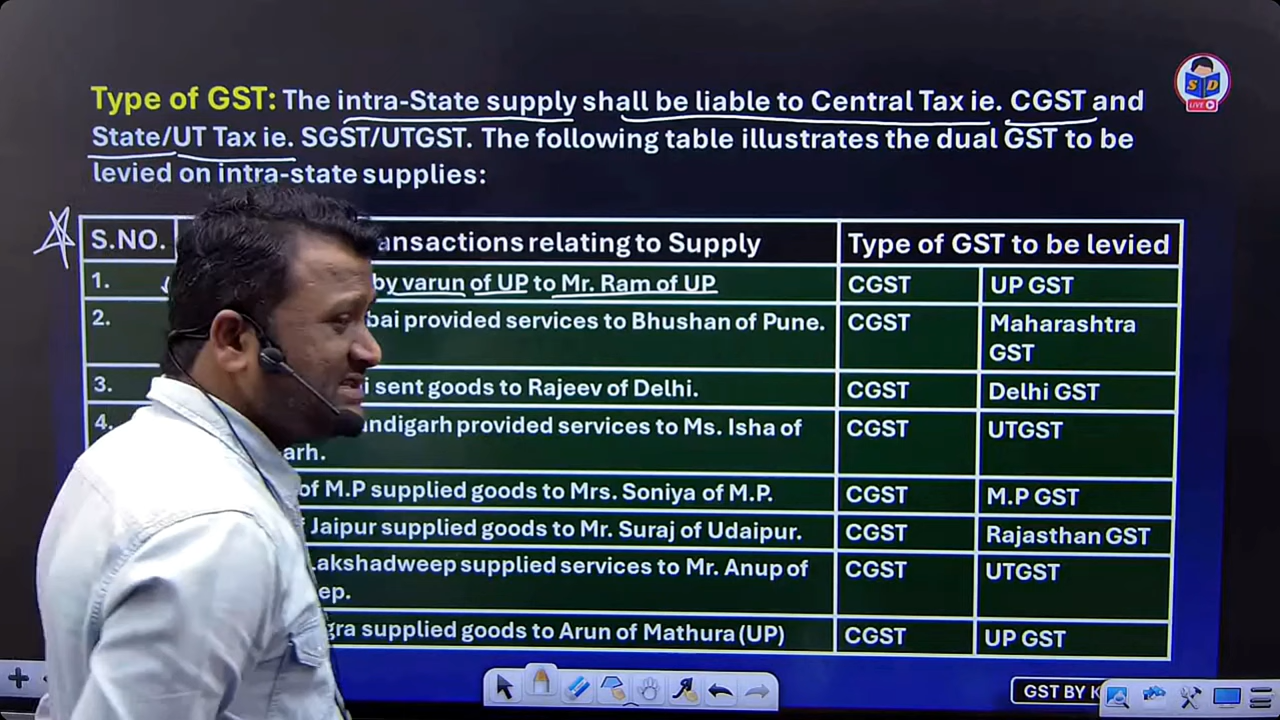 Type of GST: The intra-State supply shall be liable to Central Tax ie. CGST and
State/UT Tax ie. SGST/UTGST. The following table illustrates the dual GST to be
levied on intra-state supplies:
S.NO. ansactions relating to Supply Type of GST to be levied
1. by varun of UP to Mr. Ram of UP CGST UP GST
2. bai provided services to Bhushan of Pune. CGST Maharashtra
GST
3. i sent goods to Rajeev of Delhi. CGST Delhi GST
4. andigarh provided services to Ms. Isha of CGST UTGST
arh.
of M.P supplied goods to Mrs. Soniya of M.P. CGST M.P GST
Jaipur supplied goods to Mr. Suraj of Udaipur. CGST Rajasthan GST
Lakshadweep supplied services to Mr. Anup of CGST UTGST
ep.
gra supplied goods to Arun of Mathura (UP) CGST UP GST
GST BY K
S D
LIVE